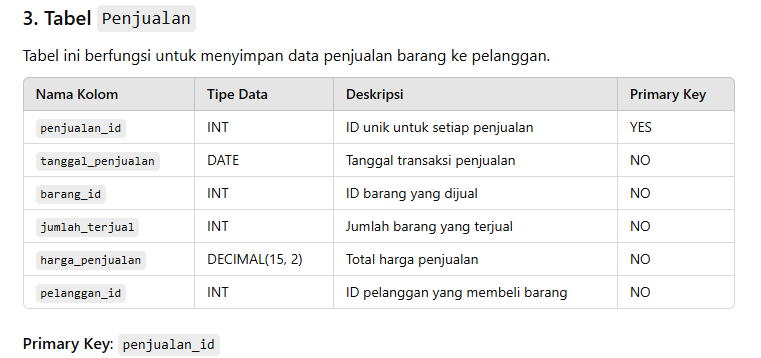 3. Tabel Penjualan
Tabel ini berfungsi untuk menyimpan data penjualan barang ke pelanggan.
Nama Kolom Tipe Data Deskripsi Primary Key
penjualan_id INT ID unik untuk setiap penjualan YES
tanggal_penjualan DATE Tanggal transaksi penjualan NO
barang_id INT ID barang yang dijual NO
jumlah_terjual INT Jumlah barang yang terjual NO
harga_penjualan DECIMAL(15, 2) Total harga penjualan NO
pelanggan_id INT ID pelanggan yang membeli barang NO
Primary Key: penjualan_id